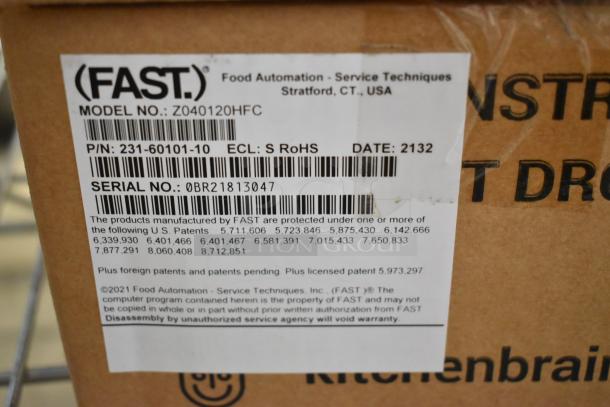 (FAST.)®
Food Automation - Service Techniques
Stratford, CT., USA
MODEL NO.: Z040120HFC
P/N: 231-60101-10 ECL: S RoHS DATE: 2132
SERIAL NO.: 0BR21813047
The products manufactured by FAST are protected under one or more of
the following U.S. Patents 5,711,606 5,723,846 5,875,430 6,142,666
6,339,930 6,401,466 6,401,467 6,581,391 7,015,433 7,650,833
7,877,291 8,060,408 8,712,851
Plus foreign patents and patents pending. Plus licensed patent 5,973,297
©2021 Food Automation - Service Techniques, Inc., (FAST.)® The
computer program contained herein is the property of FAST and may not
be copied in whole or in part without prior written authorization from FAST
Disassembly by unauthorized service agency will void warranty.
NSTR
T DRO
kitchenbrain